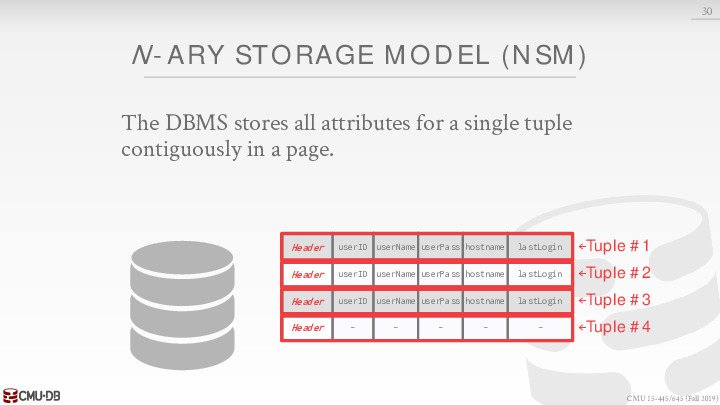 30
N-ARY STORAGE MODEL (NSM)
The DBMS stores all attributes for a single tuple
contiguously in a page.
Header userID userName userPass hostname lastLogin ←Tuple #1
Header userID userName userPass hostname lastLogin ←Tuple #2
Header userID userName userPass hostname lastLogin ←Tuple #3
Header - - - - - ←Tuple #4
CMU·DB
CMU 15-445/645 (Fall 2019)